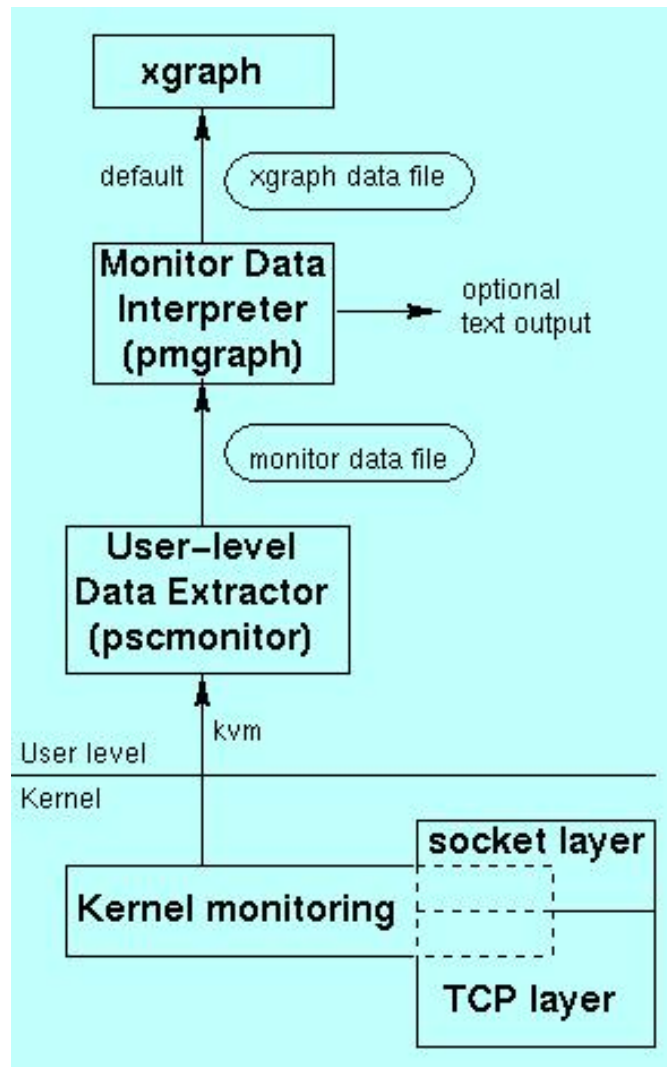 xgraph
default
xgraph data file
Monitor Data
Interpreter
(pmgraph)
optional
text output
monitor data file
User-level
Data Extractor
(pscmonitor)
kvm
User level
Kernel
socket layer
Kernel monitoring
TCP layer